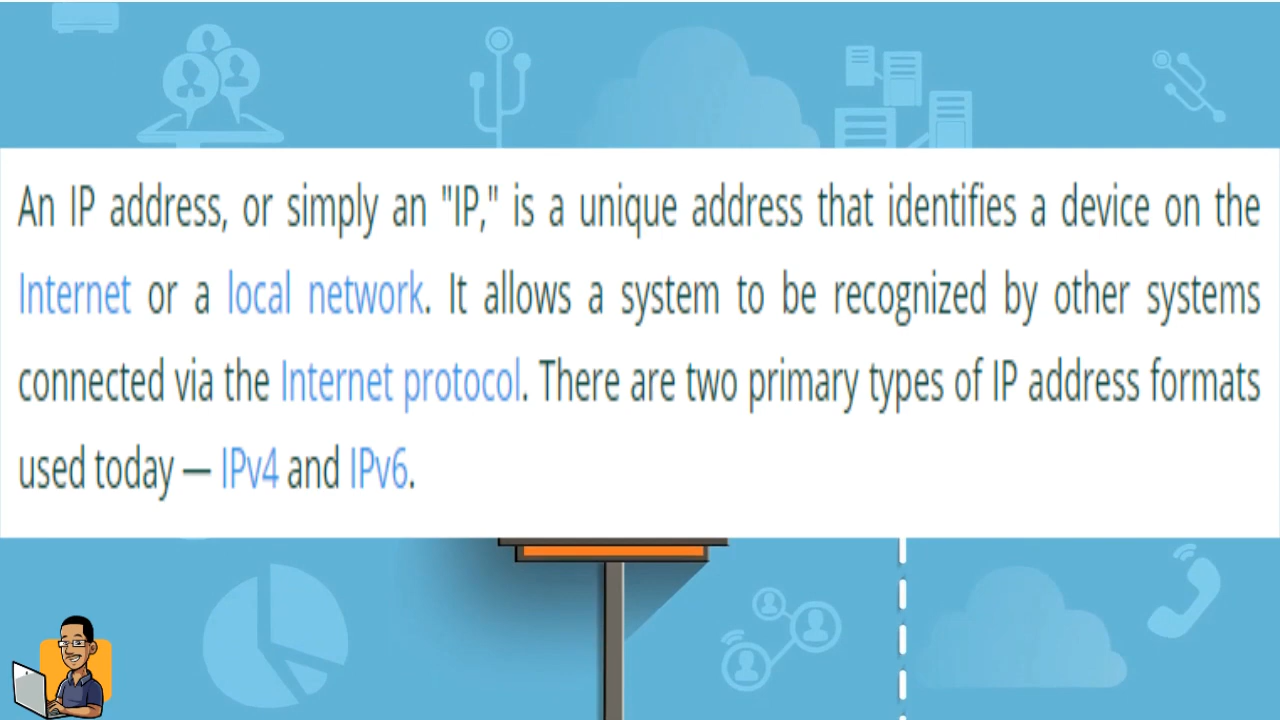 An IP address, or simply an "IP," is a unique address that identifies a device on the
Internet or a local network. It allows a system to be recognized by other systems
connected via the Internet protocol. There are two primary types of IP address formats
used today — IPv4 and IPv6.